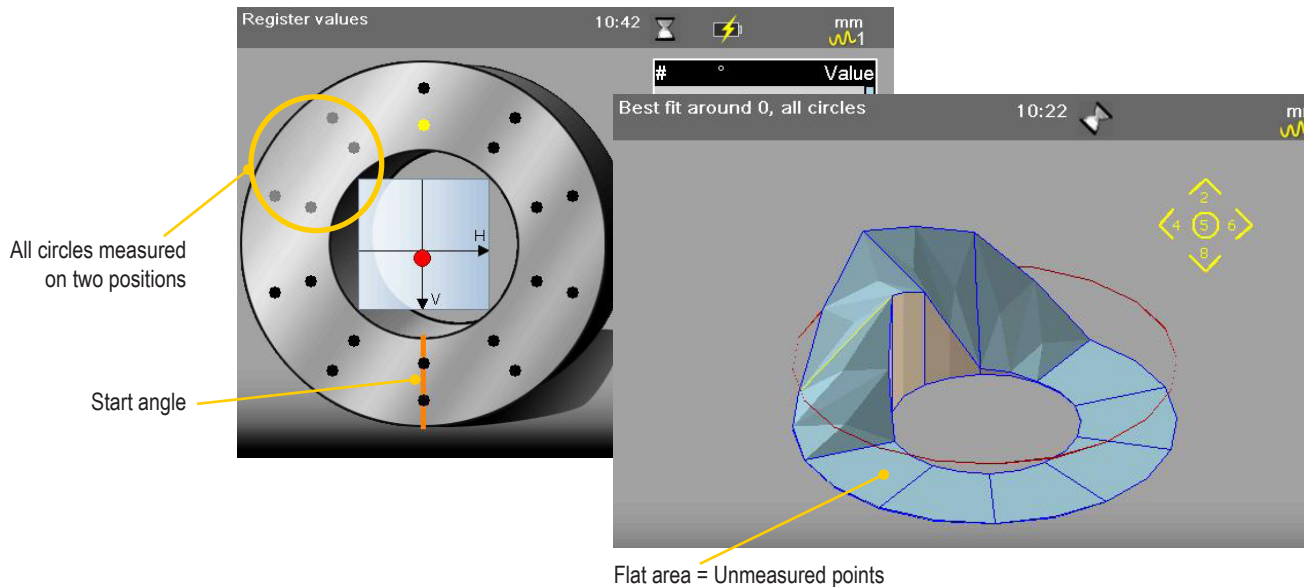 Register values
10:42
mm
1
# ° Value
Best fit around 0, all circles
10:22
mm
2
4 5 6
8
H
V
All circles measured
on two positions
Start angle
Flat area = Unmeasured points